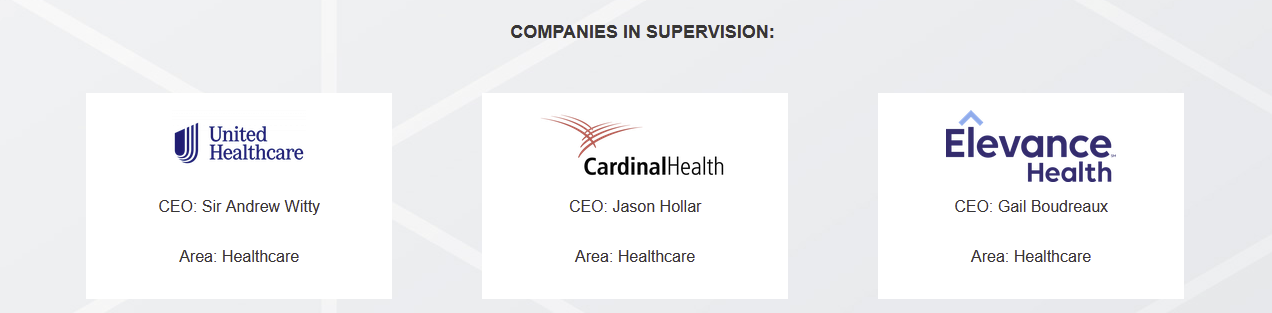 COMPANIES IN SUPERVISION:
United
Healthcare
CEO: Sir Andrew Witty
Area: Healthcare
CardinalHealth
CEO: Jason Hollar
Area: Healthcare
Elevance
Health
CEO: Gail Boudreaux
Area: Healthcare